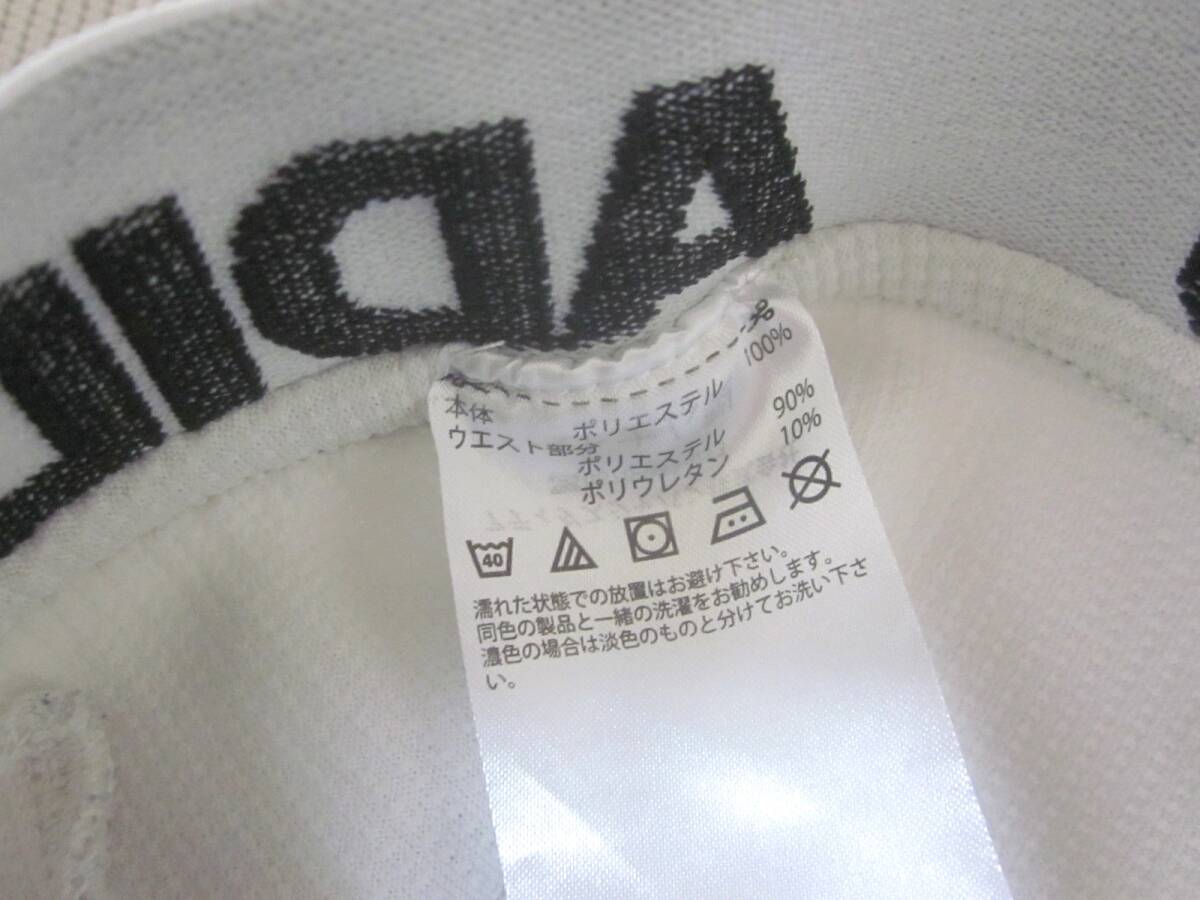 本体 ポリエステル 100%
ウエスト部分 ポリエステル 90%
ポリウレタン 10%
40
濡れた状態での放置はお避け下さい。
同色の製品と一緒の洗濯をお勧めします。
濃色の場合は淡色のものと分けてお洗い下さ
い。